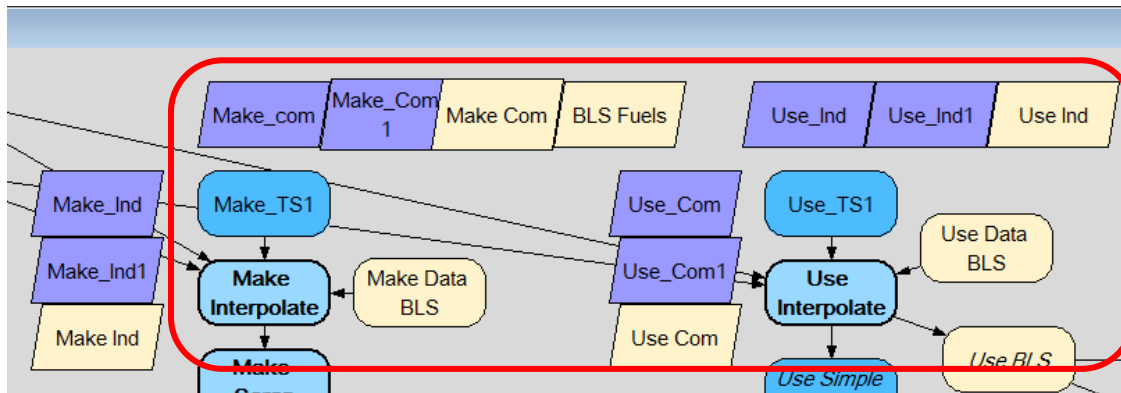 Make_com
Make_Com
1
Make Com
BLS Fuels
Use_Ind
Use_Ind1
Use Ind
Make_Ind
Make_TS1
Use_Com
Use_TS1
Make_Ind1
Make
Interpolate
Make Data
BLS
Use_Com1
Use
Interpolate
Use Data
BLS
Make Ind
Use Com
Use BLS
Make
Use Simple